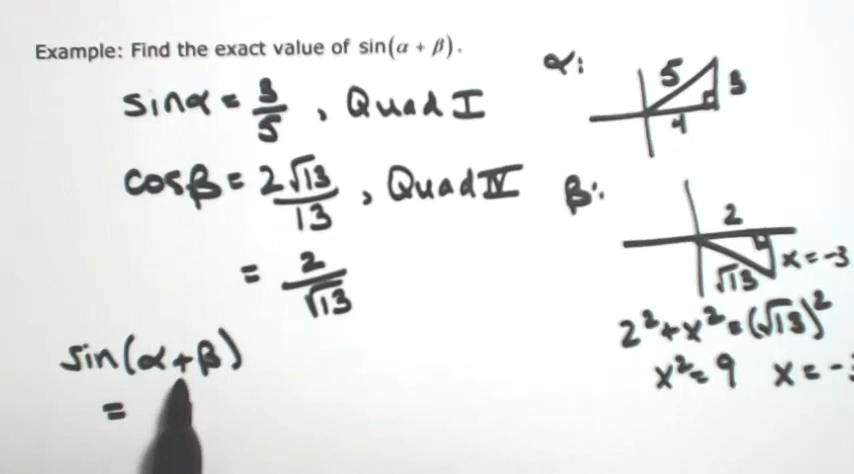 Example: Find the exact value of sin(α + β).
sinα = 3/5 , Quad I
cosβ = 2√13/13 , Quad IV
= 2/√13
sin(α+β)
=
α:
5
3
4
β:
2
x = -3
√13
2² + x² = (√13)²
x² = 9 x = -3